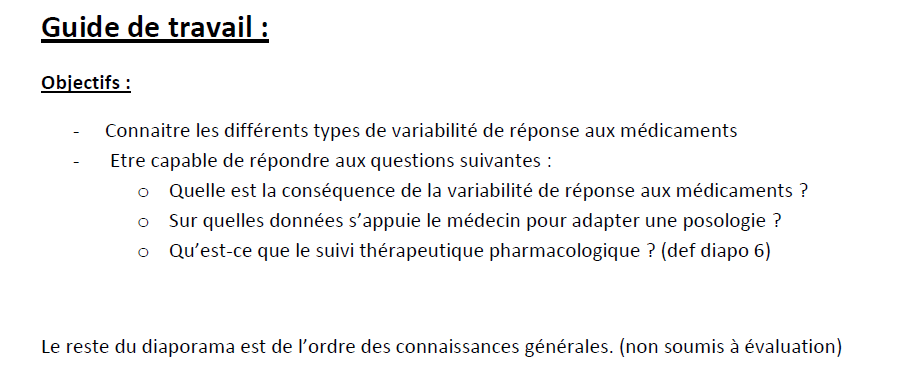 Guide de travail :
Objectifs :
- Connaitre les différents types de variabilité de réponse aux médicaments
- Etre capable de répondre aux questions suivantes :
o Quelle est la conséquence de la variabilité de réponse aux médicaments ?
o Sur quelles données s’appuie le médecin pour adapter une posologie ?
o Qu’est-ce que le suivi thérapeutique pharmacologique ? (def diapo 6)
Le reste du diaporama est de l’ordre des connaissances générales. (non soumis à évaluation)